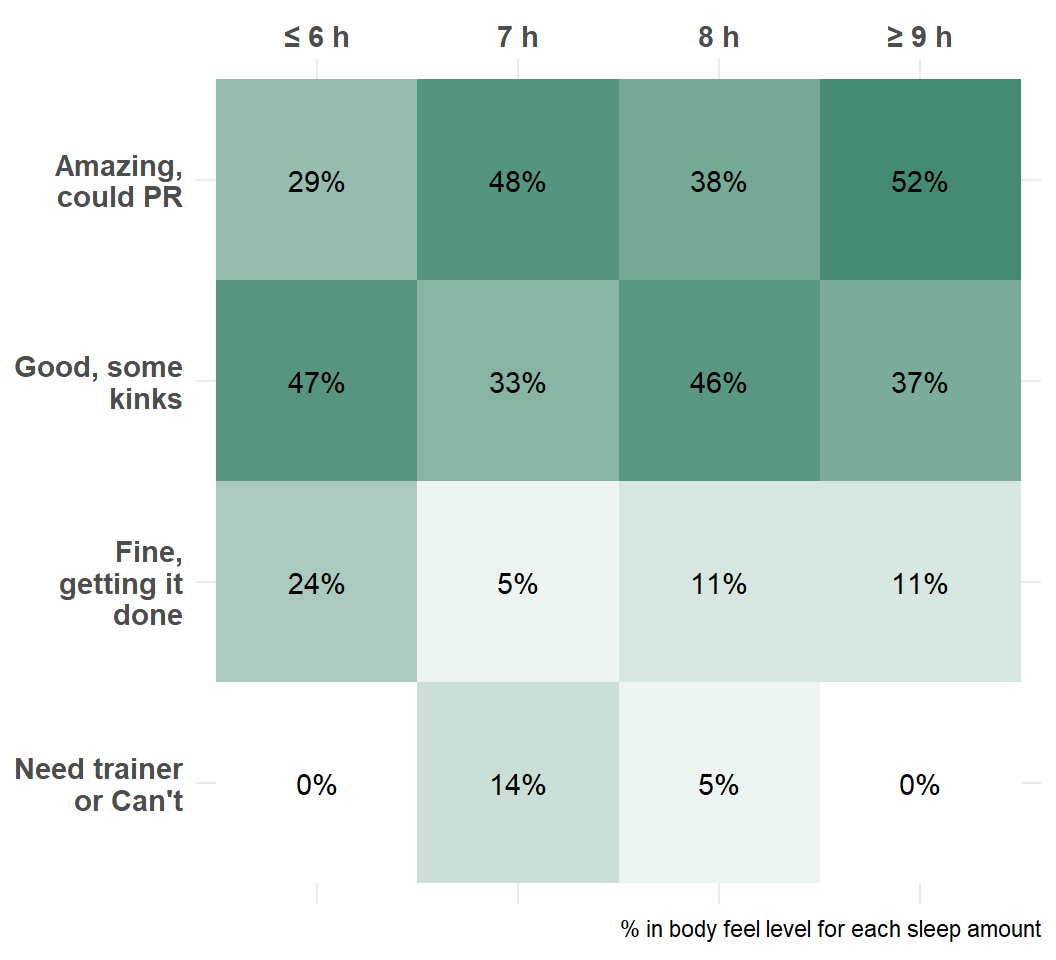 ≤ 6 h 7 h 8 h ≥ 9 h
Amazing,
could PR
29% 48% 38% 52%
Good, some
kinks
47% 33% 46% 37%
Fine,
getting it
done
24% 5% 11% 11%
Need trainer
or Can't
0% 14% 5% 0%
% in body feel level for each sleep amount